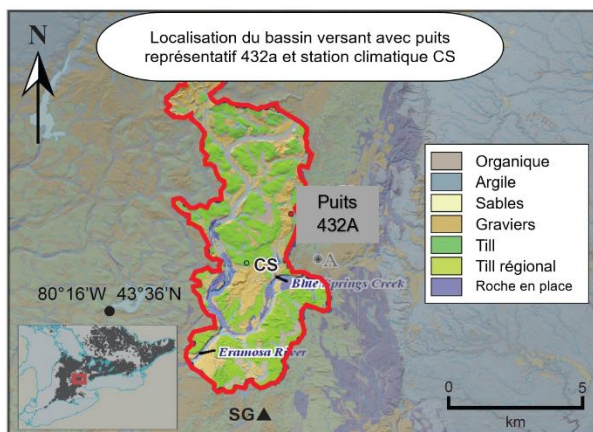 Localisation du bassin versant avec puits
représentatif 432a et station climatique CS
N
Organique
Argile
Sables
Graviers
Till
Till régional
Roche en place
Puits
432A
A
CS
Blue Springs Creek
80°16'W 43°36'N
Eramosa River
SG
0 5
km